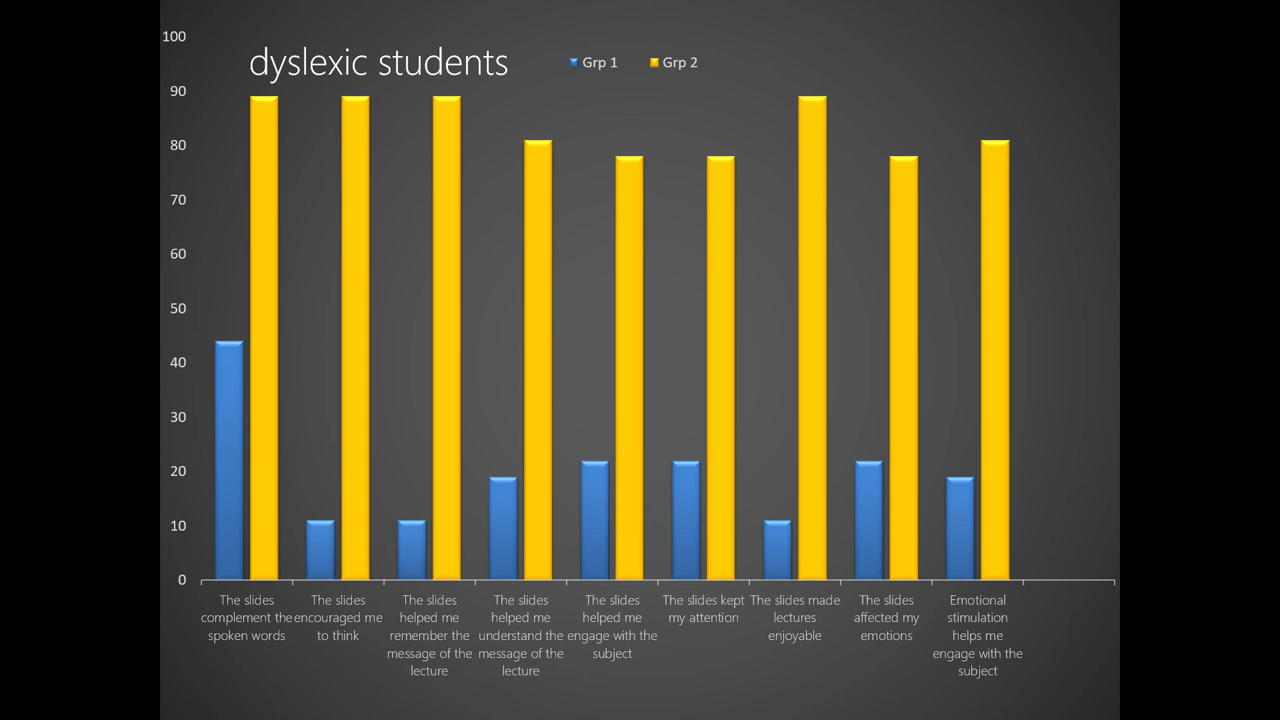 100
dyslexic students
Grp 1
Grp 2
90
80
70
60
50
40
30
20
10
0
The slides
complement the
spoken words
The slides
encouraged me
to think
The slides
helped me
remember the
message of the
lecture
The slides
helped me
understand the
message of the
lecture
The slides
helped me
engage with the
subject
The slides kept
my attention
The slides made
lectures
enjoyable
The slides
affected my
emotions
Emotional
stimulation
helps me
engage with the
subject